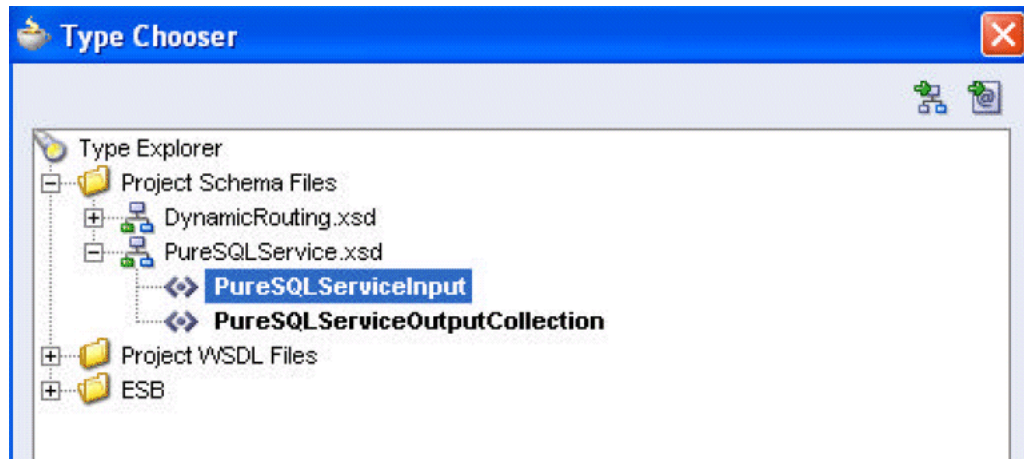 Type Chooser
Type Explorer
Project Schema Files
DynamicRouting.xsd
PureSQLService.xsd
PureSQLServiceInput
PureSQLServiceOutputCollection
Project WSDL Files
ESB